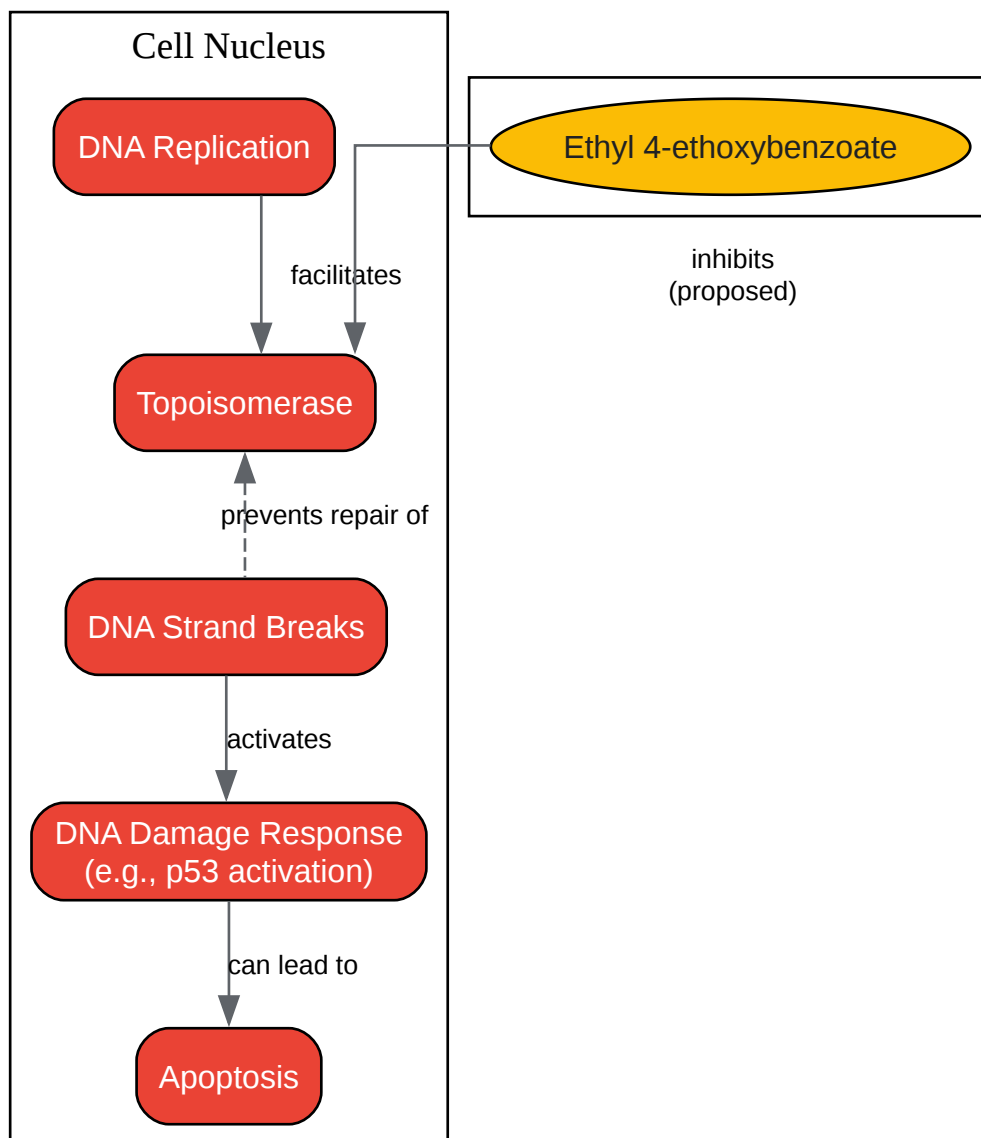 Cell Nucleus
DNA Replication
Ethyl 4-ethoxybenzoate
facilitates
inhibits
(proposed)
Topoisomerase
prevents repair of
DNA Strand Breaks
activates
DNA Damage Response
(e.g., p53 activation)
can lead to
Apoptosis